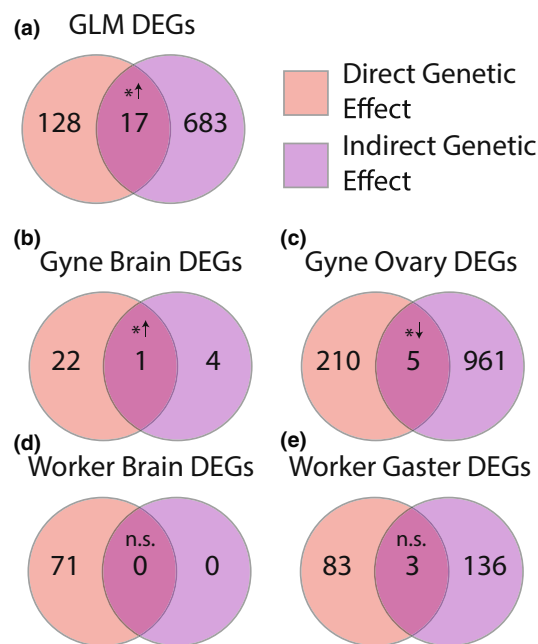 (a)
GLM DEGs
128
*↑
17
683
Direct Genetic
Effect
Indirect Genetic
Effect
(b)
Gyne Brain DEGs
22
*↑
1
4
(c)
Gyne Ovary DEGs
210
*↓
5
961
(d)
Worker Brain DEGs
71
n.s.
0
0
(e)
Worker Gaster DEGs
83
n.s.
3
136